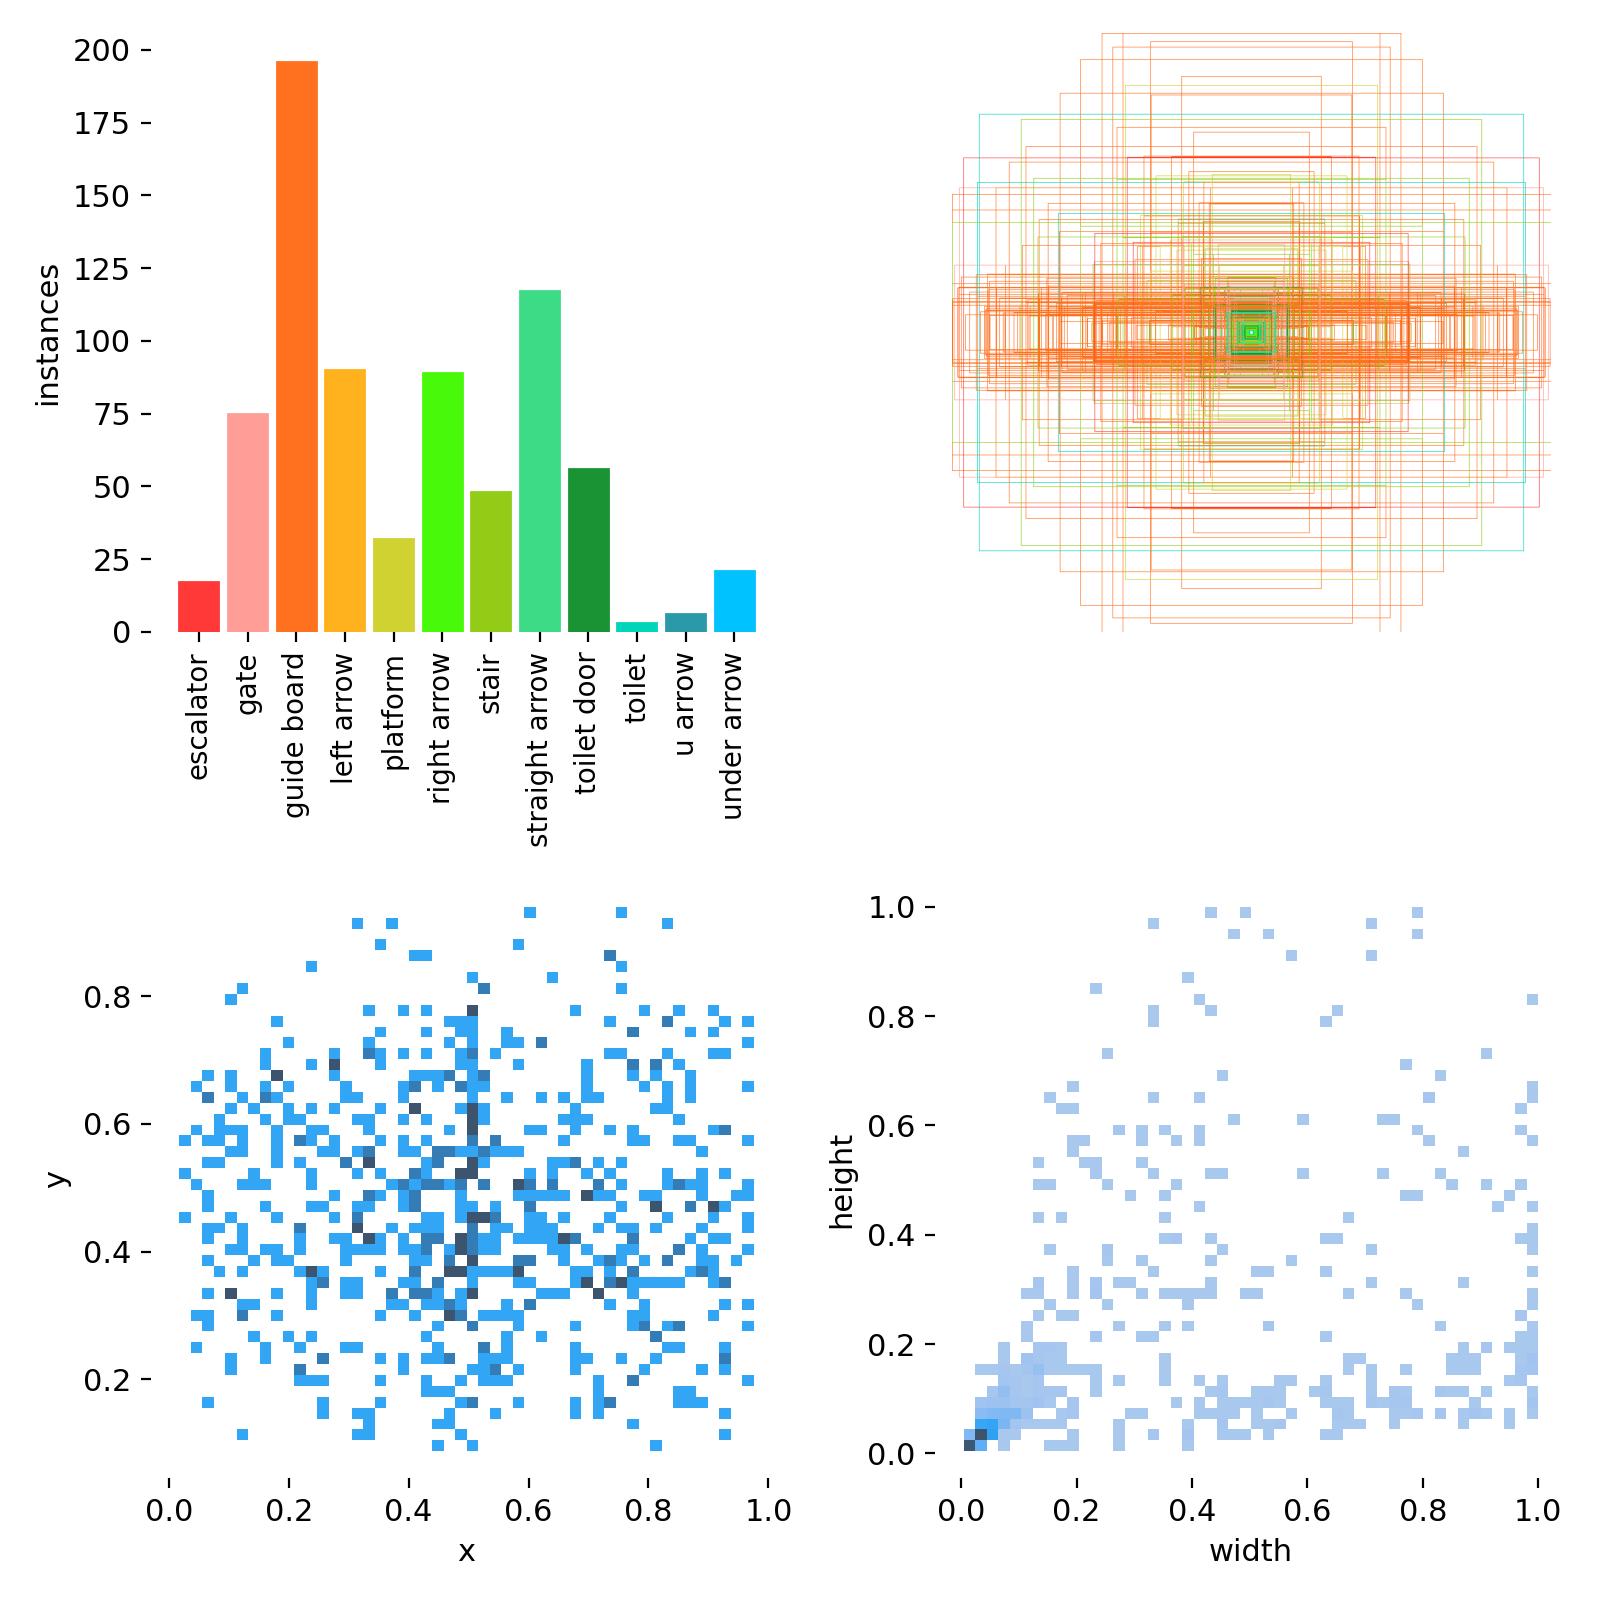 200
175
150
125
100
75
50
25
0
instances
escalator
gate
guide board
left arrow
platform
right arrow
stair
straight arrow
toilet door
toilet
u arrow
under arrow
0.8
0.6
0.4
0.2
y
0.0 0.2 0.4 0.6 0.8 1.0
x
1.0
0.8
0.6
0.4
0.2
0.0
height
0.0 0.2 0.4 0.6 0.8 1.0
width